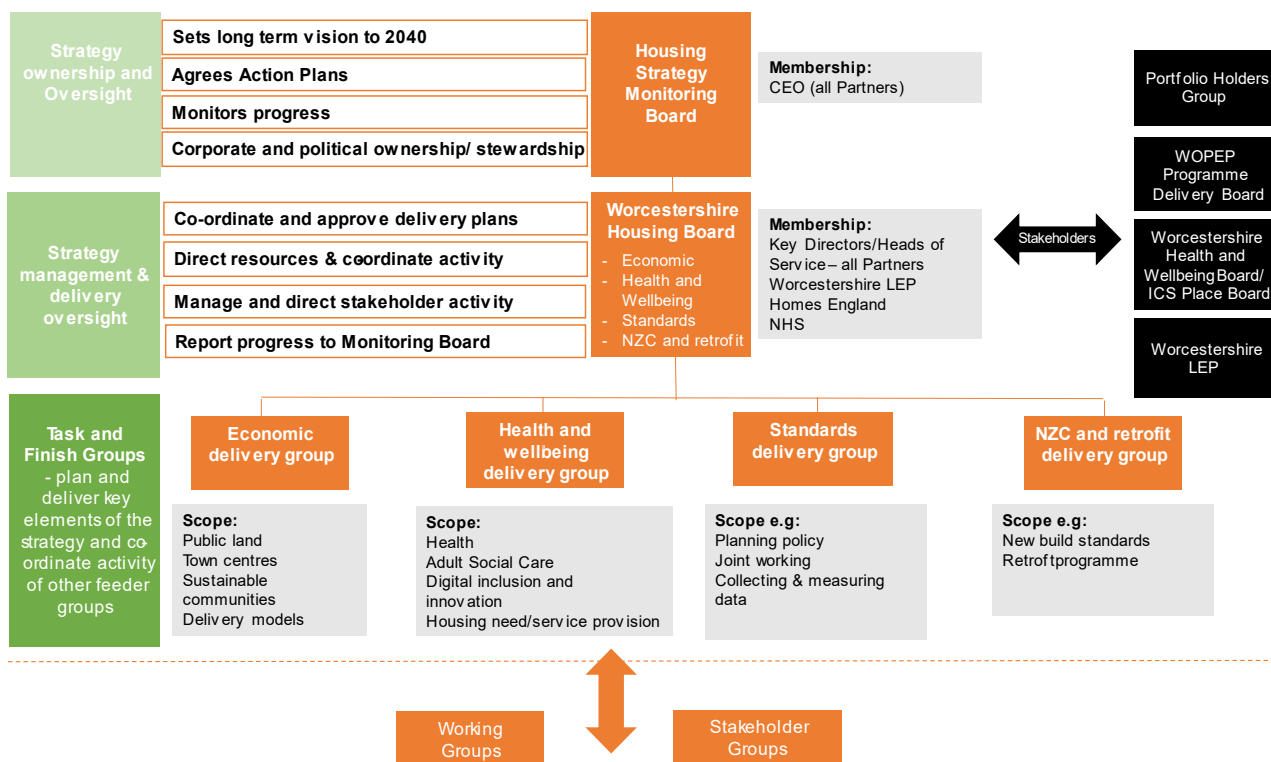 Strategy
ownership and
Oversight
Sets long term vision to 2040
Agrees Action Plans
Monitors progress
Corporate and political ownership/ stewardship
Housing
Strategy
Monitoring
Board
Membership:
CEO (all Partners)
Portfolio Holders
Group
WOPEP
Programme
Delivery Board
Worcestershire
Health and
Wellbeing Board/
ICS Place Board
Worcestershire
LEP
Strategy
management &
delivery
oversight
Co-ordinate and approve delivery plans
Direct resources & co-ordinate activity
Manage and direct stakeholder activity
Report progress to Monitoring Board
Worcestershire
Housing Board
- Economic
- Health and
Wellbeing
- Standards
- NZC and retrofit
Membership:
Key Directors/Heads of
Service – all Partners
Worcestershire LEP
Homes England
NHS
Stakeholders
Task and
Finish Groups
- plan and
deliver key
elements of the
strategy and co-
ordinate activity
of other feeder
groups
Economic
delivery group
Scope:
Public land
Town centres
Sustainable
communities
Delivery models
Health and
wellbeing
delivery group
Scope:
Health
Adult Social Care
Digital inclusion and
innovation
Housing need/service provision
Standards
delivery group
Scope e.g:
Planning policy
Joint working
Collecting & measuring
data
NZC and retrofit
delivery group
Scope e.g:
New build standards
Retroft programme
Working
Groups
Stakeholder
Groups